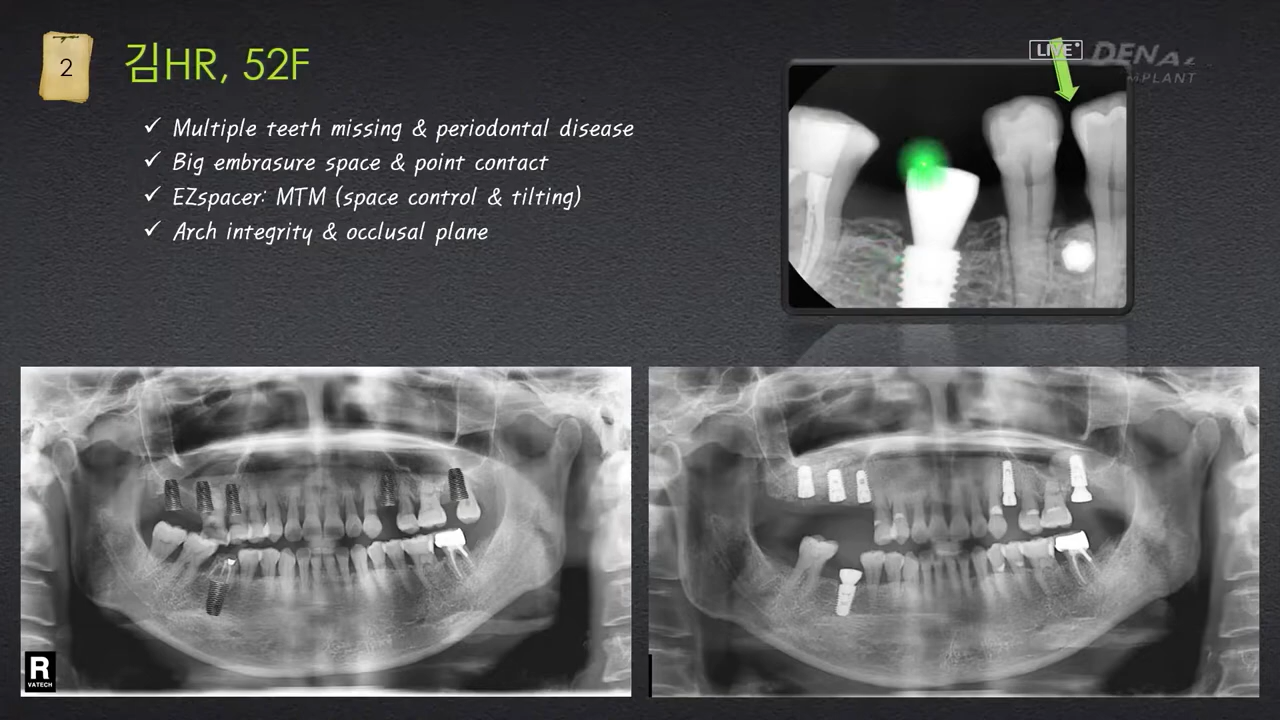 2
김HR, 52F
✓ Multiple teeth missing & periodontal disease
✓ Big embrasure space & point contact
✓ EZspacer: MTM (space control & tilting)
✓ Arch integrity & occlusal plane
LIVE
R
VATECH